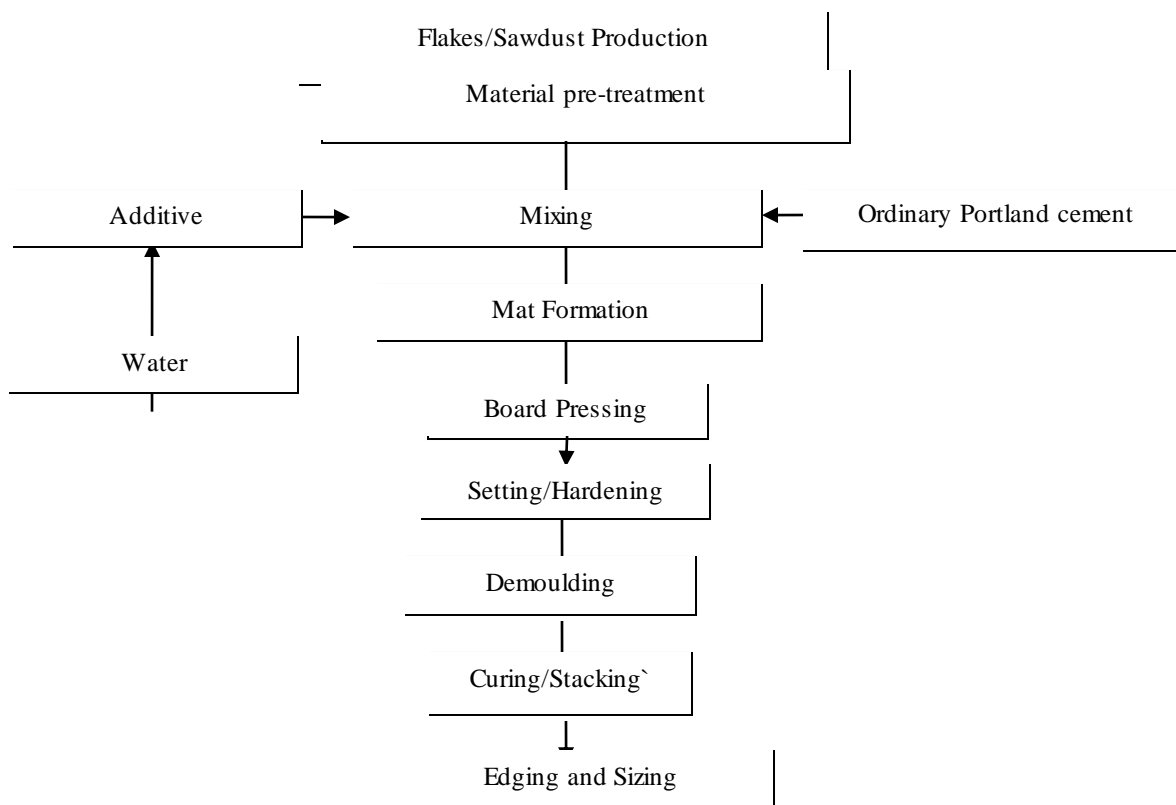 Flakes/Sawdust Production
Material pre-treatment
Additive
Mixing
Ordinary Portland cement
Mat Formation
Water
Board Pressing
Setting/Hardening
Demoulding
Curing/Stacking`
Edging and Sizing